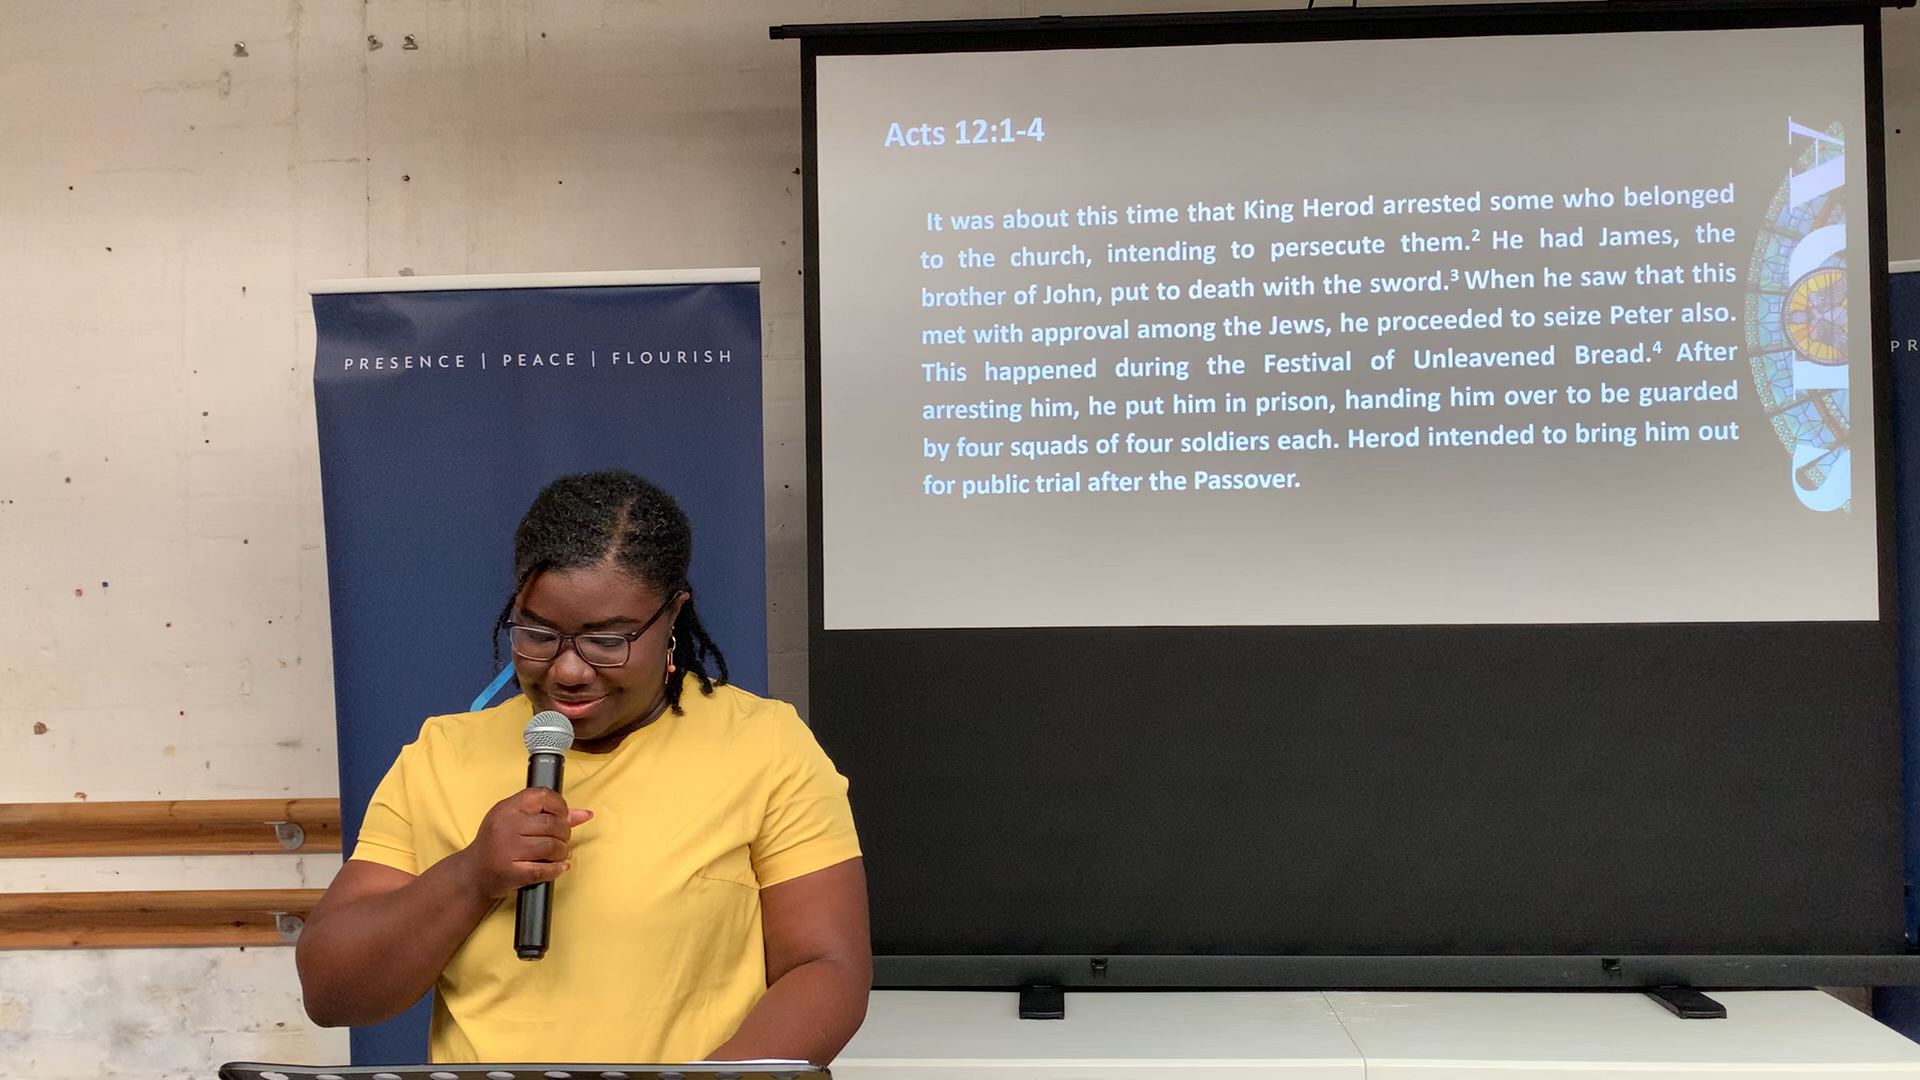 Acts 12:1-4
It was about this time that King Herod arrested some who belonged
to the church, intending to persecute them.² He had James, the
brother of John, put to death with the sword.³ When he saw that this
met with approval among the Jews, he proceeded to seize Peter also.
This happened during the Festival of Unleavened Bread.⁴ After
arresting him, he put him in prison, handing him over to be guarded
by four squads of four soldiers each. Herod intended to bring him out
for public trial after the Passover.
PRESENCE | PEACE | FLOURISH
PR